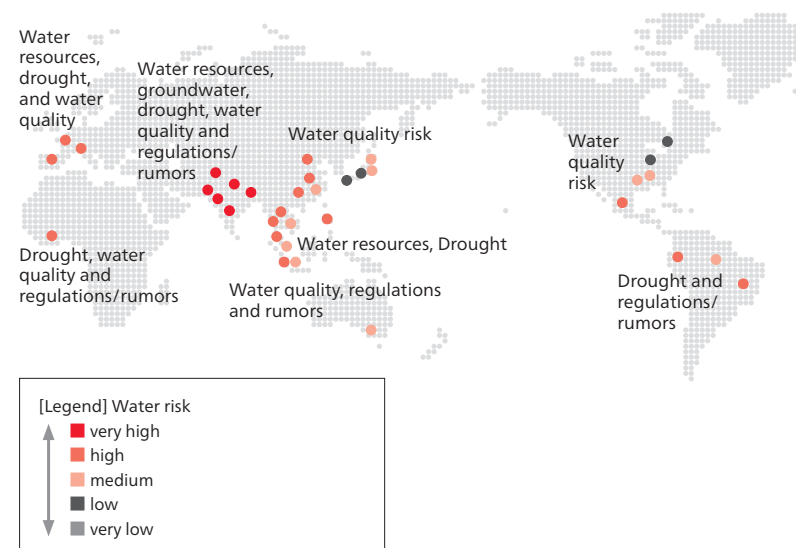 Water
resources,
drought,
and water
quality
Water resources,
groundwater,
drought, water
quality and
regulations/
rumors
Water quality risk
Water
quality
risk
Drought, water
quality and
regulations/rumors
Water resources, Drought
Water quality, regulations
and rumors
Drought and
regulations/
rumors
[Legend] Water risk
very high
high
medium
low
very low